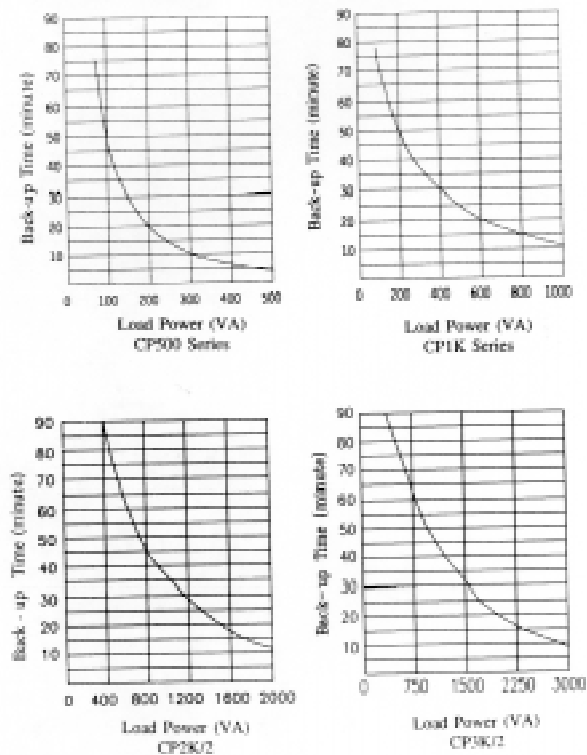 90
80
70
60
50
40
30
20
10
Back-up Time (minute)
0 100 200 300 400 500
Load Power (VA)
CP500 Series
90
80
70
60
50
40
30
20
10
Back-up Time (minute)
0 200 400 600 800 1000
Load Power (VA)
CP1K Series
90
80
70
60
50
40
30
20
10
Back - up Time (minute)
0 400 800 1200 1600 2000
Load Power (VA)
CP2K/2
90
80
70
60
50
40
30
20
10
Back- up Time (minute)
0 750 1500 2250 3000
Load Power (VA)
CP3K/2